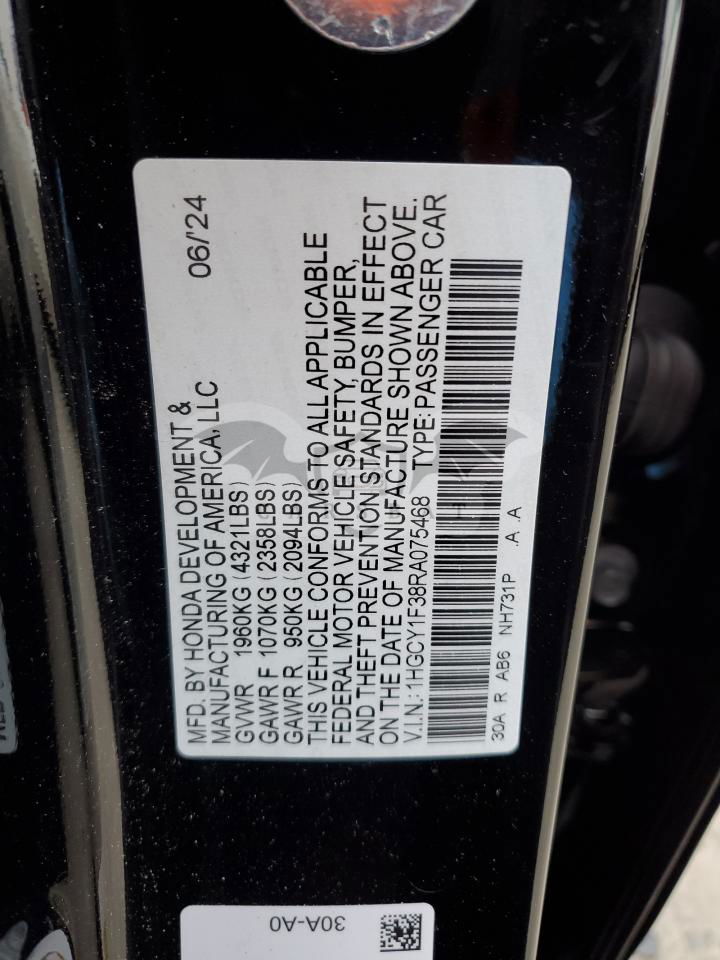 MFD. BY HONDA DEVELOPMENT &
MANUFACTURING OF AMERICA, LLC 06/'24
GVWR 1960KG (4321LBS)
GAWR F 1070KG (2358LBS)
GAWR R 950KG (2094LBS)
THIS VEHICLE CONFORMS TO ALL APPLICABLE
FEDERAL MOTOR VEHICLE SAFETY, BUMPER,
AND THEFT PREVENTION STANDARDS IN EFFECT
ON THE DATE OF MANUFACTURE SHOWN ABOVE.
V.I.N.: 1HGCY1F38RA075468 TYPE: PASSENGER CAR
30A R AB6 NH731P .A .A
30A-A0